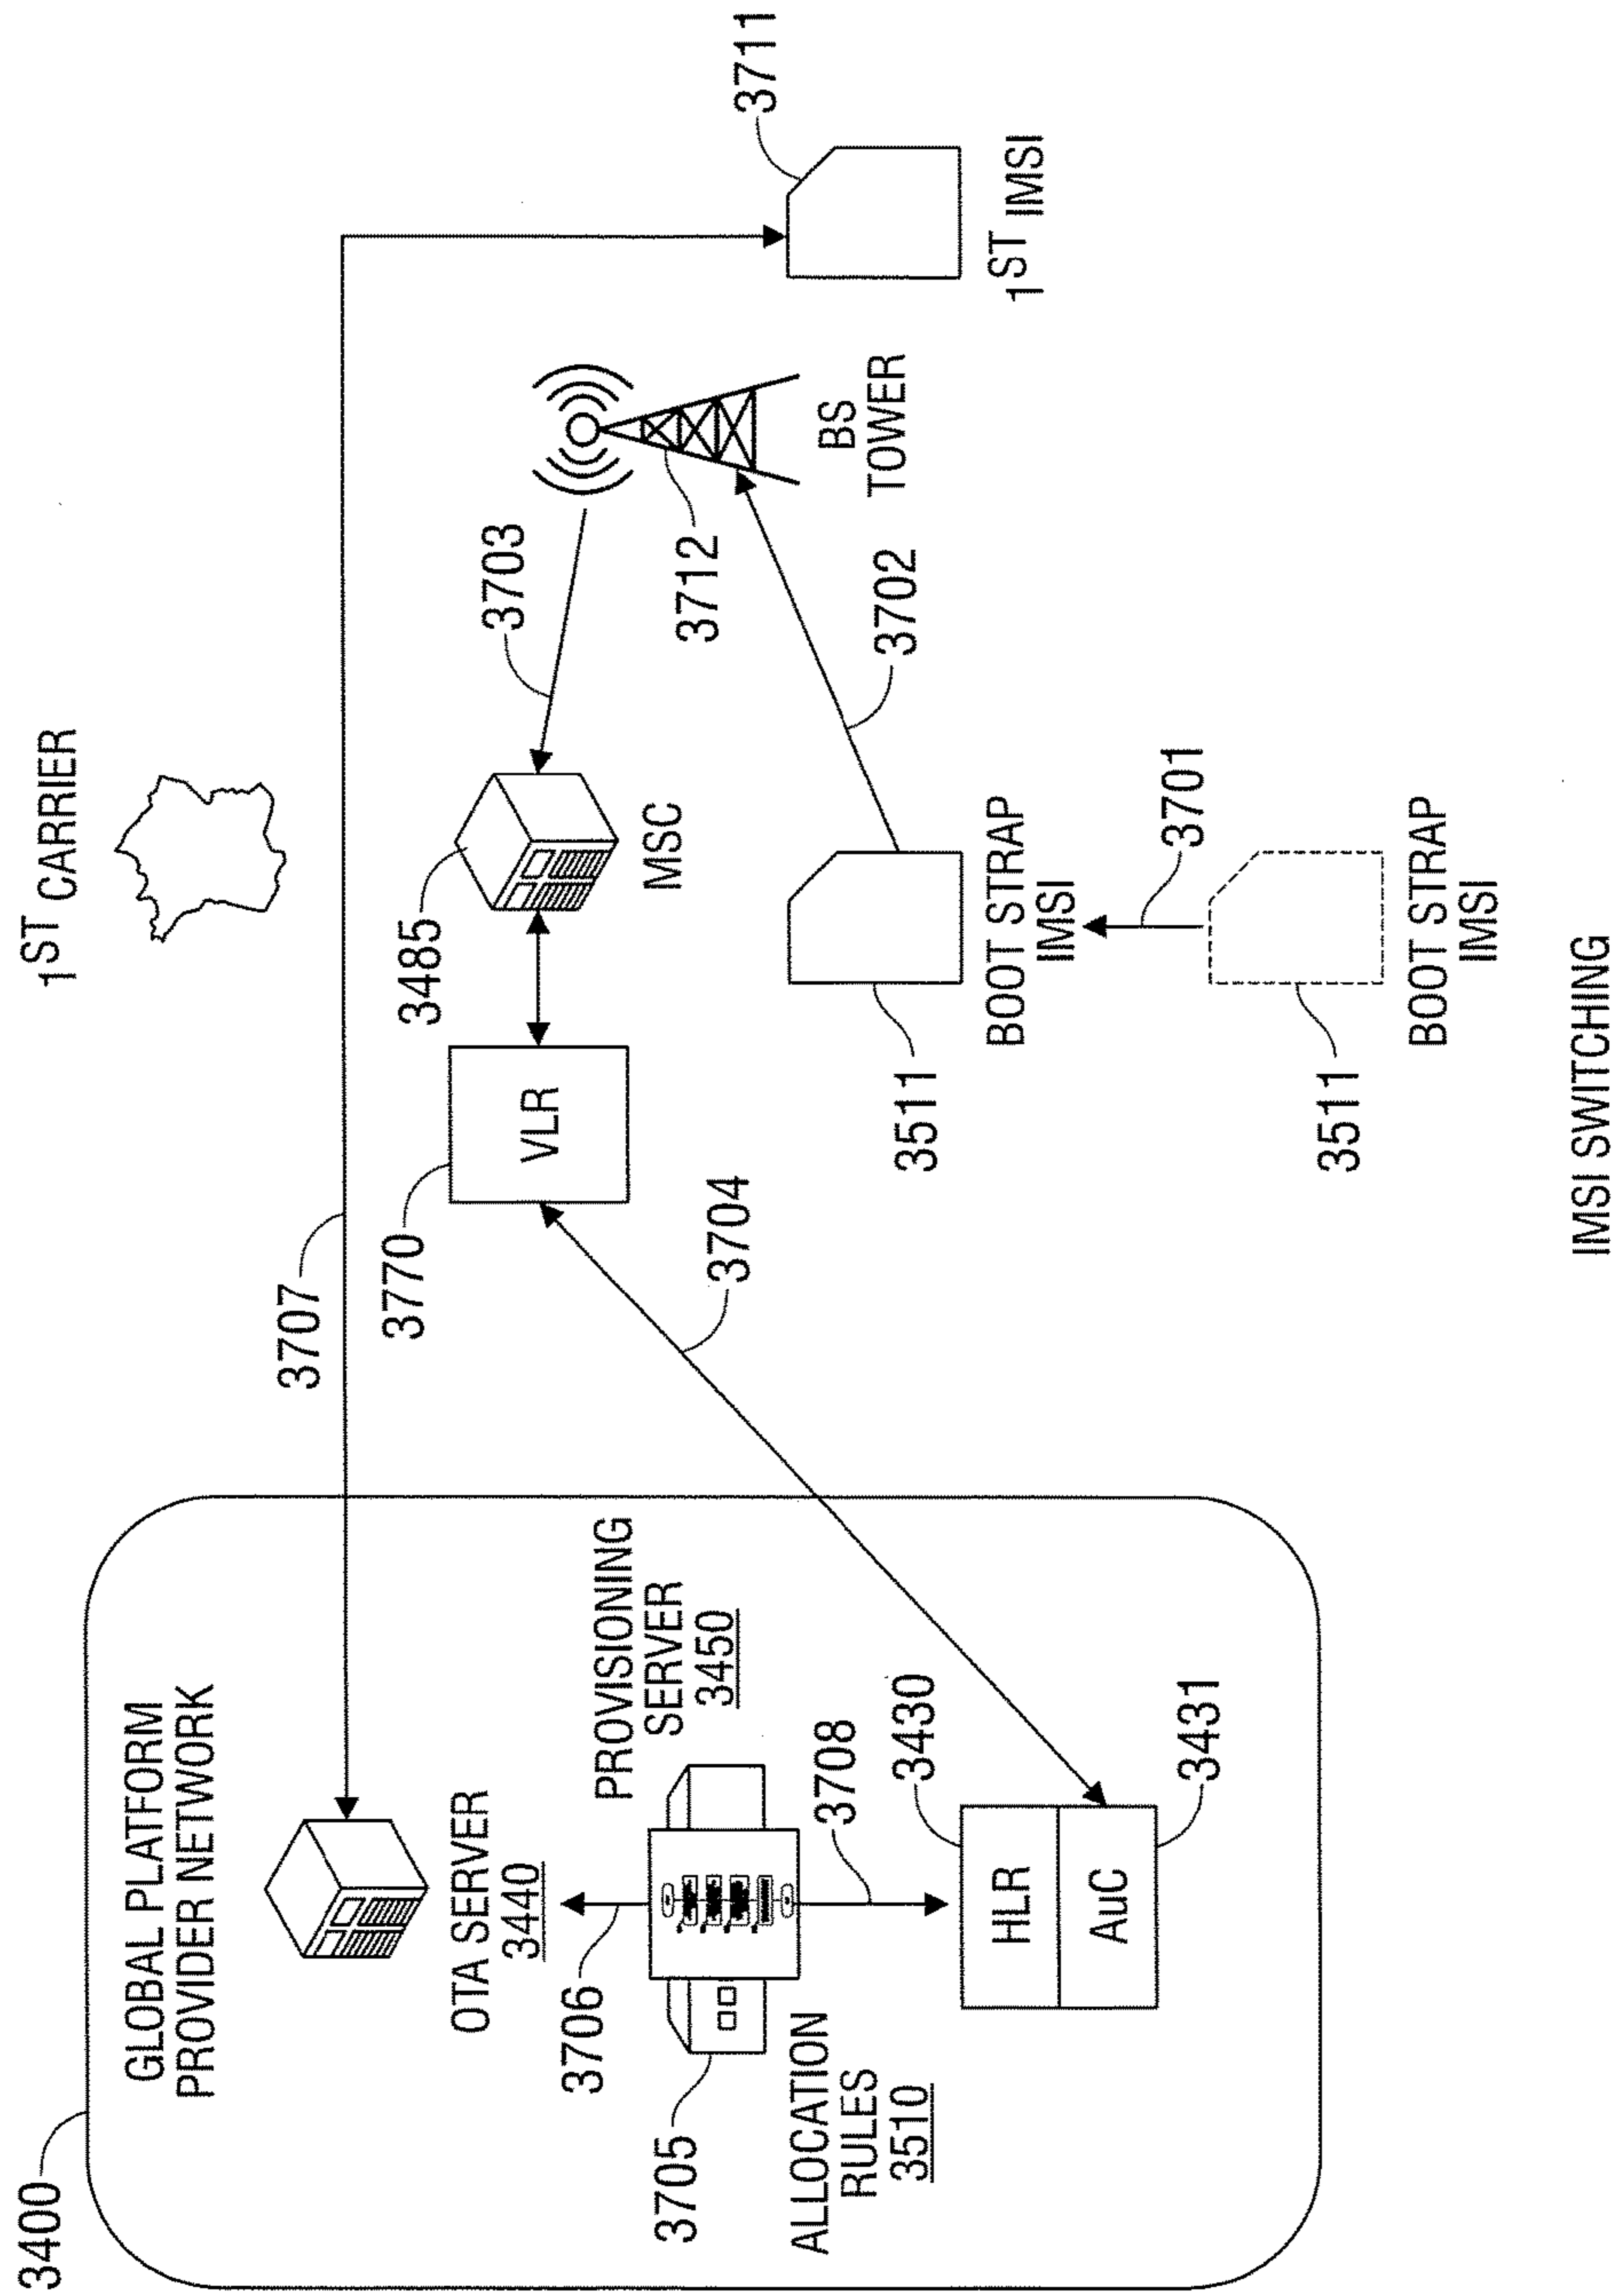 3400
GLOBAL PLATFORM
PROVIDER NETWORK
OTA SERVER
3440
3706
3705
PROVISIONING
SERVER
3450
ALLOCATION
RULES
3510
3708
3430
HLR
AuC
3431
1ST CARRIER
3707
3770
VLR
3704
3485
MSC
3703
3712
BS
TOWER
3702
3511
BOOT STRAP
IMSI
3701
3511
BOOT STRAP
IMSI
3711
1ST IMSI
IMSI SWITCHING